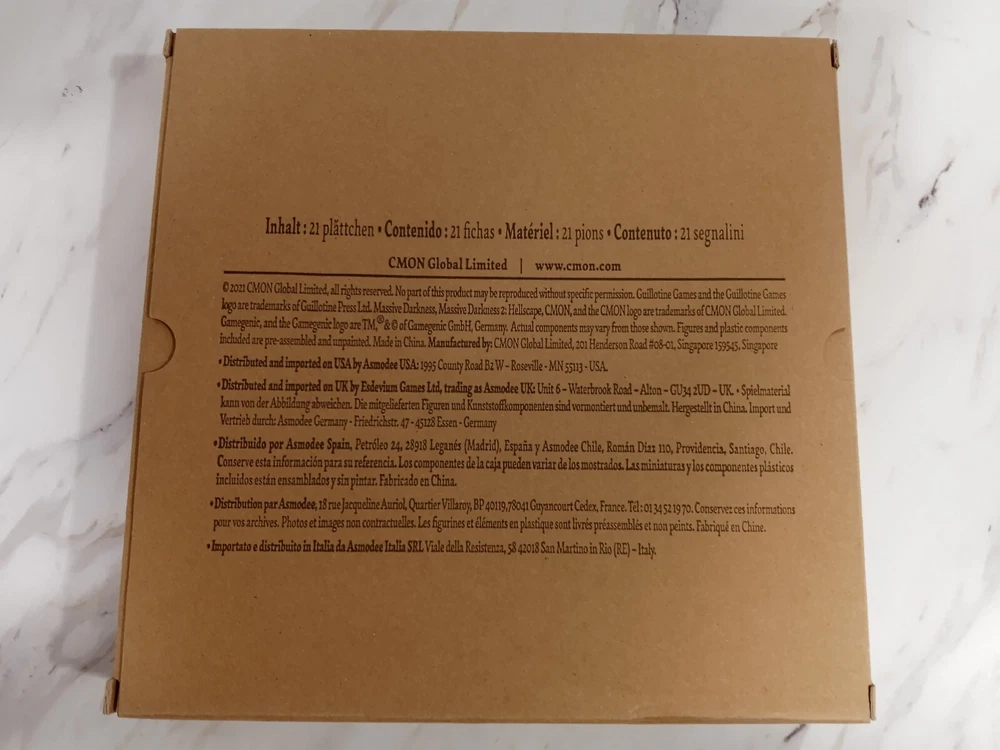 Inhalt : 21 plättchen • Contenido : 21 fichas • Matériel : 21 pions • Contenuto : 21 segnalini
CMON Global Limited | www.cmon.com
© 2021 CMON Global Limited, all rights reserved. No part of this product may be reproduced without specific permission. Guillotine Games and the Guillotine Games
logo are trademarks of Guillotine Press Ltd. Massive Darkness, Massive Darkness 2: Hellscape, CMON, and the CMON logo are trademarks of CMON Global Limited.
Gamegenic, and the Gamegenic logo are TM,® & © of Gamegenic GmbH, Germany. Actual components may vary from those shown. Figures and plastic components
included are pre-assembled and unpainted. Made in China. Manufactured by: CMON Global Limited, 201 Henderson Road #08-01, Singapore 159545, Singapore
• Distributed and imported on USA by Asmodee USA: 1995 County Road B2 W – Roseville - MN 55113 - USA.
• Distributed and imported on UK by Esdevium Games Ltd, trading as Asmodee UK: Unit 6 – Waterbrook Road – Alton – GU34 2UD – UK. • Spielmaterial
kann von der Abbildung abweichen. Die mitgelieferten Figuren und Kunststoffkomponenten sind vormontiert und unbemalt. Hergestellt in China. Import und
Vertrieb durch: Asmodee Germany - Friedrichstr. 47 - 45128 Essen - Germany
• Distribuido por Asmodee Spain, Petróleo 24, 28918 Leganés (Madrid), España y Asmodee Chile, Román Díaz 110, Providencia, Santiago, Chile.
Conserve esta información para su referencia. Los componentes de la caja pueden variar de los mostrados. Las miniaturas y los componentes plásticos
incluidos están ensamblados y sin pintar. Fabricado en China.
• Distribution par Asmodee, 18 rue Jacqueline Auriol, Quartier Villaroy, BP 40119,78041 Guyancourt Cedex, France. Tél : 01 34 52 19 70. Conservez ces informations
pour vos archives. Photos et images non contractuelles. Les figurines et éléments en plastique sont livrés préassemblés et non peints. Fabriqué en Chine.
• Importato e distribuito in Italia da Asmodee Italia SRL Viale della Resistenza, 58 42018 San Martino in Rio (RE) – Italy.